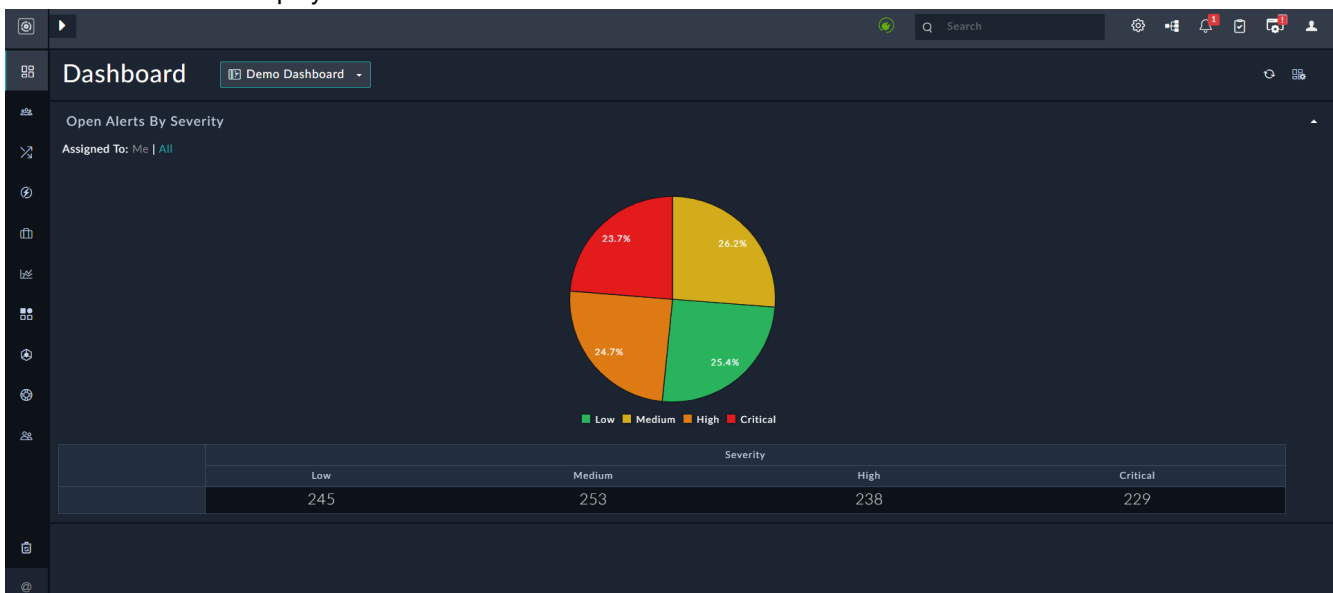 1
!
Search
Dashboard
Demo Dashboard
Open Alerts By Severity
Assigned To: Me | All
23.7%
26.2%
24.7%
25.4%
Low Medium High Critical
Severity
Low Medium High Critical
245 253 238 229
@